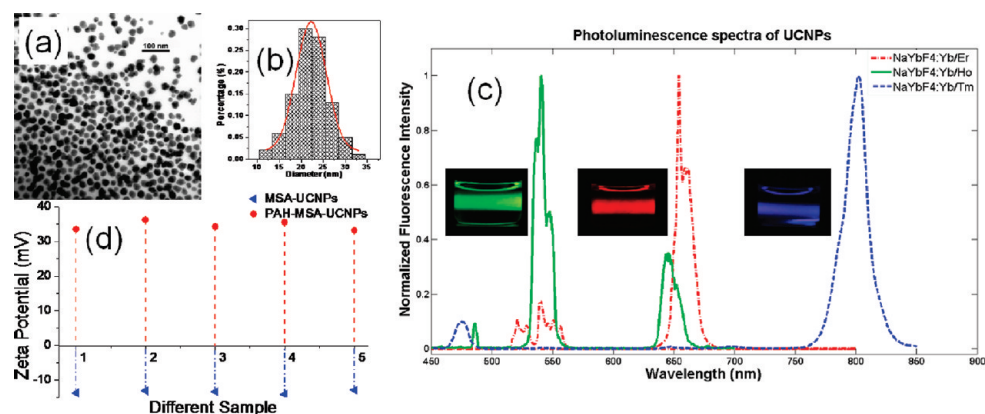 (a)
100 nm
(b)
Percentage (%)
0.30
0.25
0.20
0.15
0.10
0.05
0.00
10 15 20 25 30 35
Diameter(nm)
(c)
Photoluminescence spectra of UCNPs
NaYbF4:Yb/Er
NaYbF4:Yb/Ho
NaYbF4:Yb/Tm
Normalized Fluorescence Intensity
1
0.8
0.6
0.4
0.2
0
450 500 550 600 650 700 750 800 850 900
Wavelength (nm)
(d)
MSA-UCNPs
PAH-MSA-UCNPs
Zeta Potential (mV)
40
30
20
10
0
-10
1 2 3 4 5
Different Sample